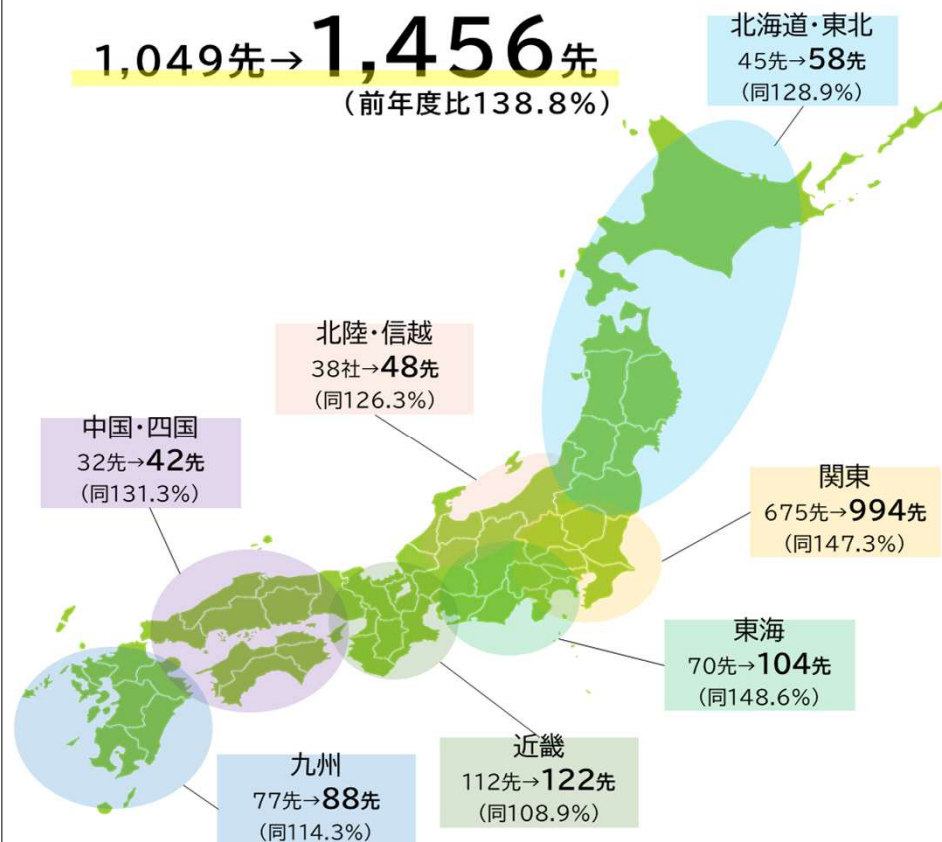 1,049先→1,456先
(前年度比138.8%)
北海道・東北
45先→58先
(同128.9%)
北陸・信越
38社→48先
(同126.3%)
中国・四国
32先→42先
(同131.3%)
関東
675先→994先
(同147.3%)
東海
70先→104先
(同148.6%)
近畿
112先→122先
(同108.9%)
九州
77先→88先
(同114.3%)